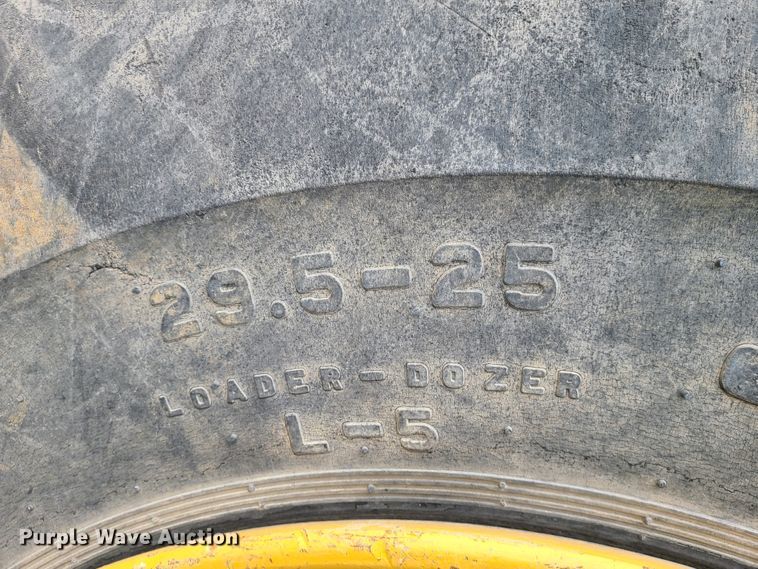 29.5-25
LOADER-DOZER
L-5
Purple Wave Auction